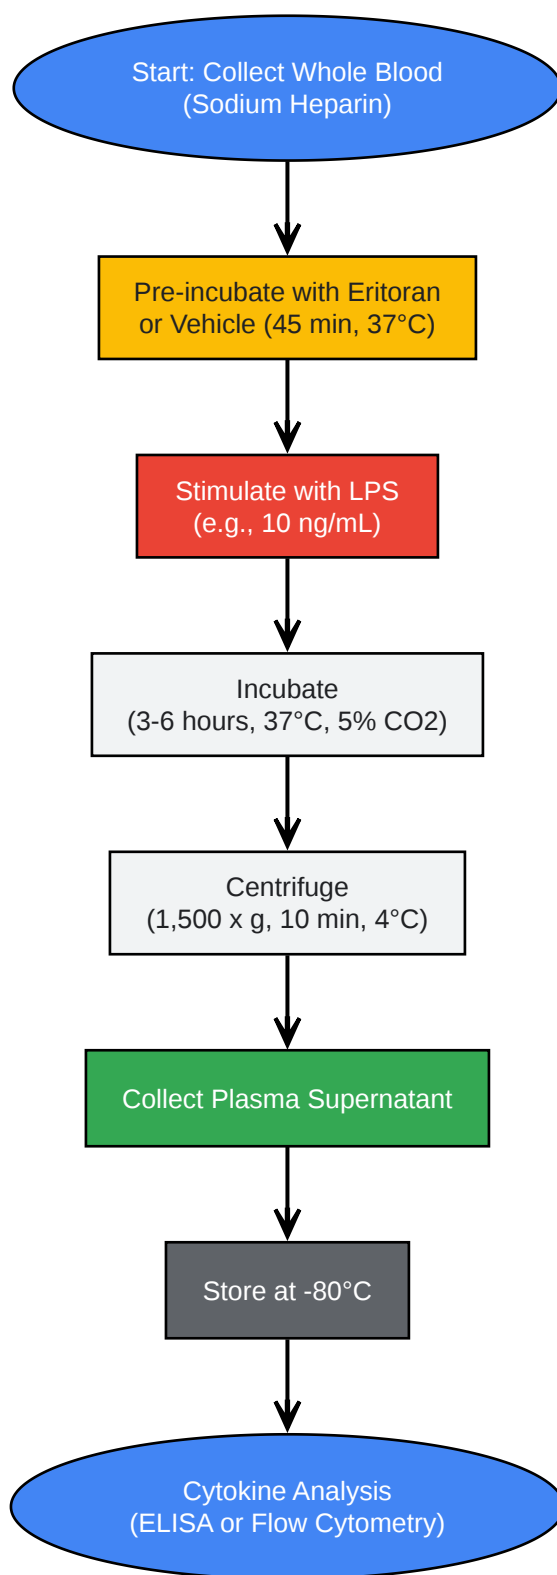 Start: Collect Whole Blood
(Sodium Heparin)
Pre-incubate with Eritoran
or Vehicle (45 min, 37°C)
Stimulate with LPS
(e.g., 10 ng/mL)
Incubate
(3-6 hours, 37°C, 5% CO2)
Centrifuge
(1,500 x g, 10 min, 4°C)
Collect Plasma Supernatant
Store at -80°C
Cytokine Analysis
(ELISA or Flow Cytometry)